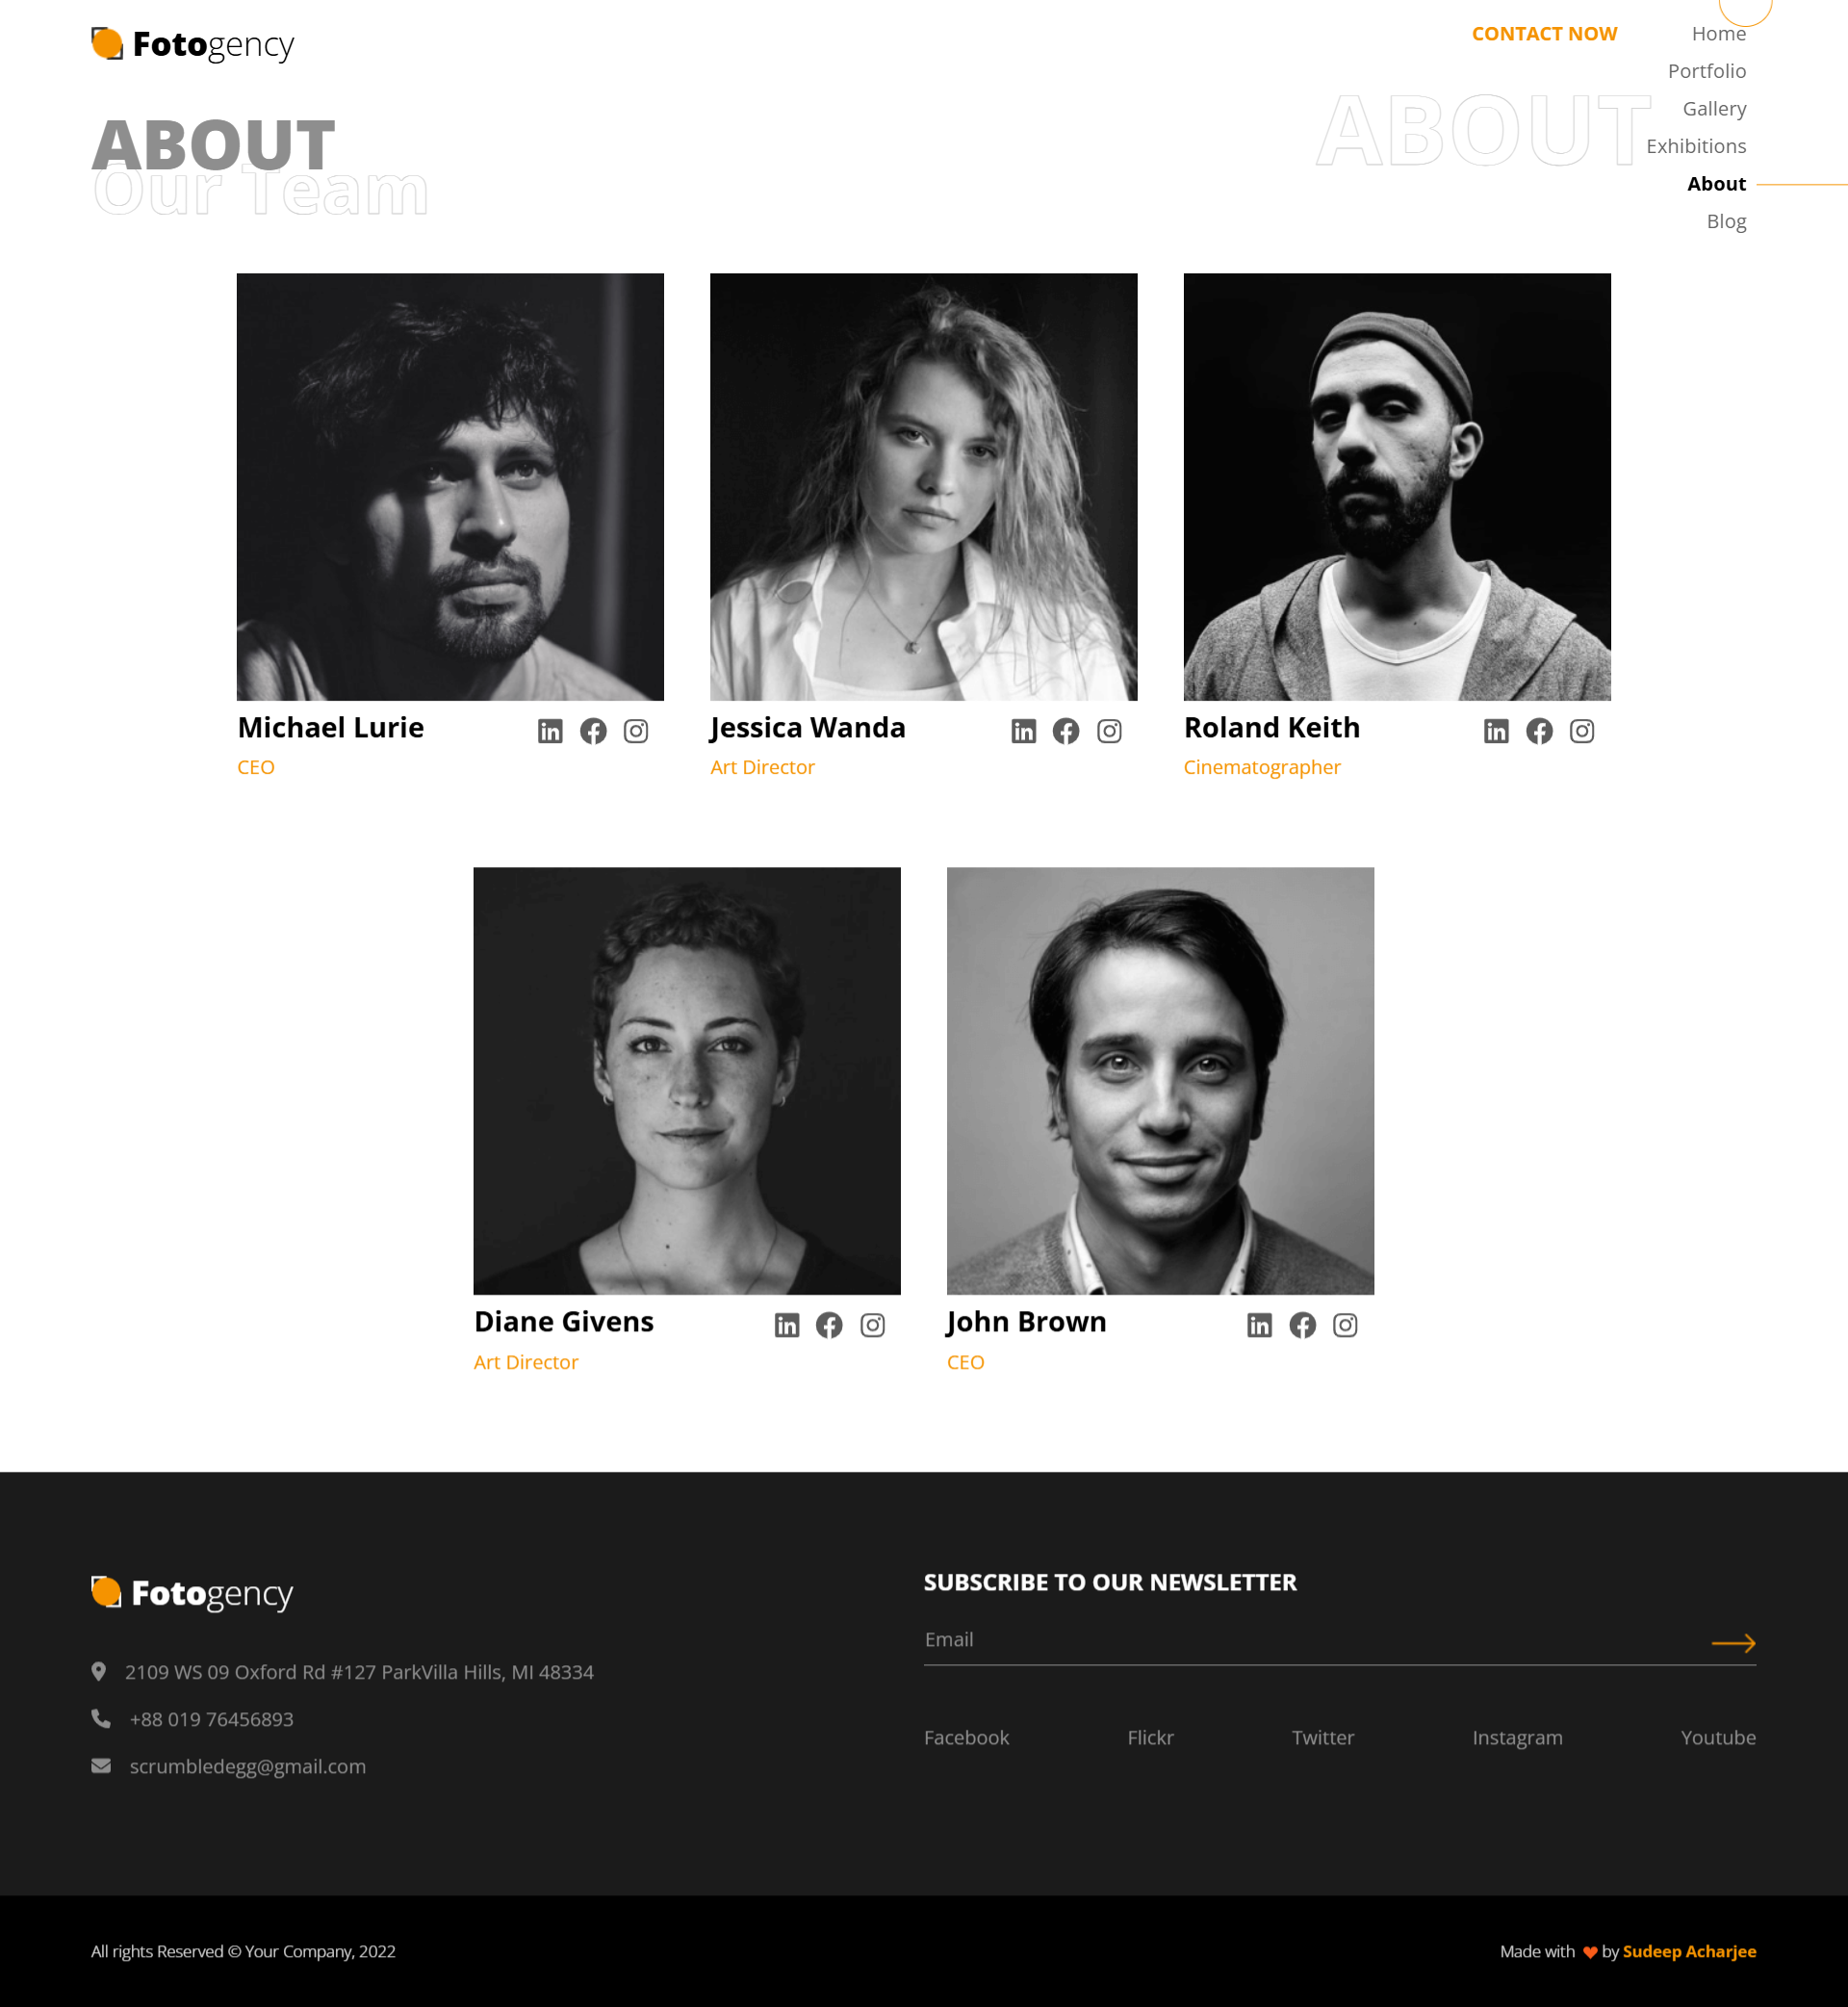 Fotogency
CONTACT NOW
Home
Portfolio
Gallery
Exhibitions
About
Blog
ABOUT
ABOUT
Our Team
Michael Lurie
CEO
Jessica Wanda
Art Director
Roland Keith
Cinematographer
Diane Givens
Art Director
John Brown
CEO
Fotogency
2109 WS 09 Oxford Rd #127 ParkVilla Hills, MI 48334
+88 019 76456893
scrumbledegg@gmail.com
SUBSCRIBE TO OUR NEWSLETTER
Email
Facebook Flickr Twitter Instagram Youtube
All rights Reserved © Your Company, 2022
Made with ❤ by Sudeep Acharjee